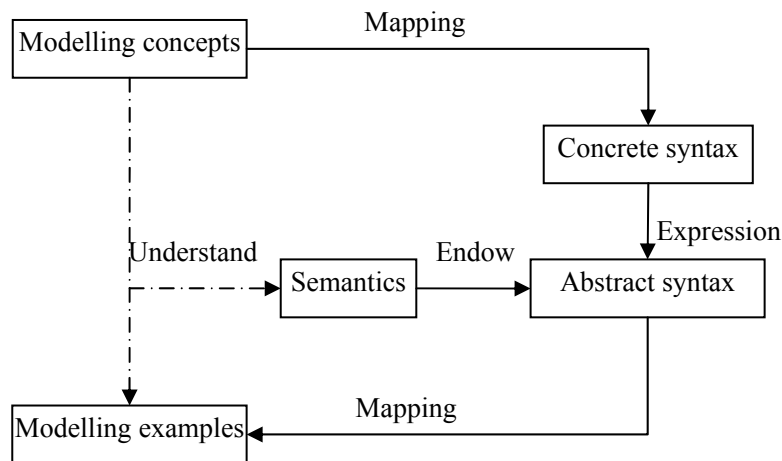 Mapping
Modelling concepts
Concrete syntax
Expression
Understand
Endow
Semantics
Abstract syntax
Mapping
Modelling examples